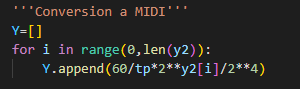 '''Conversion a MIDI'''
Y=[]
for i in range(0,len(y2)):
    Y.append(60/tp*2**y2[i]/2**4)